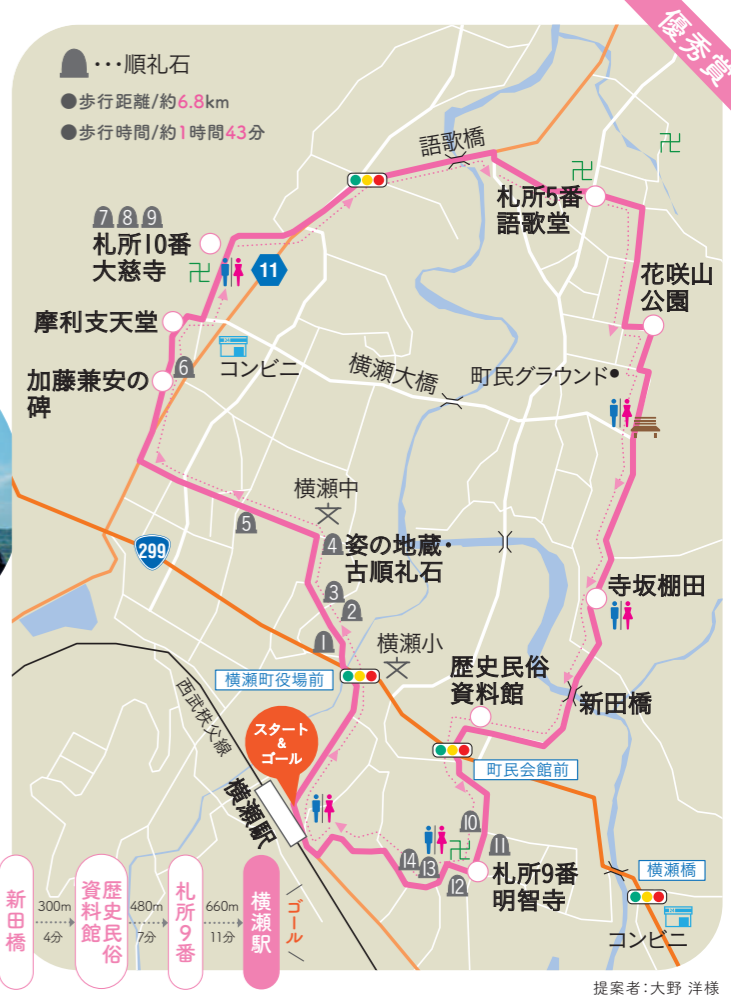 優秀賞
・・・順礼石
●歩行距離/約6.8km
●歩行時間/約1時間43分
語歌橋
札所5番
語歌堂
7 8 9
札所10番
大慈寺
11
花咲山
公園
摩利支天堂
コンビニ
6
加藤兼安の
碑
横瀬大橋
町民グラウンド●
横瀬中
5
4
姿の地蔵・
古順礼石
299
3
2
1
寺坂棚田
横瀬小
横瀬町役場前
歴史民俗
資料館
新田橋
西武秩父線
スタート
&
ゴール
町民会館前
横瀬駅
10
11
14
13
12
札所9番
明智寺
横瀬橋
コンビニ
新田橋
300m
4分
歴史民俗
資料館
480m
7分
札所9番
660m
11分
横瀬駅
ゴール
提案者:大野 洋様